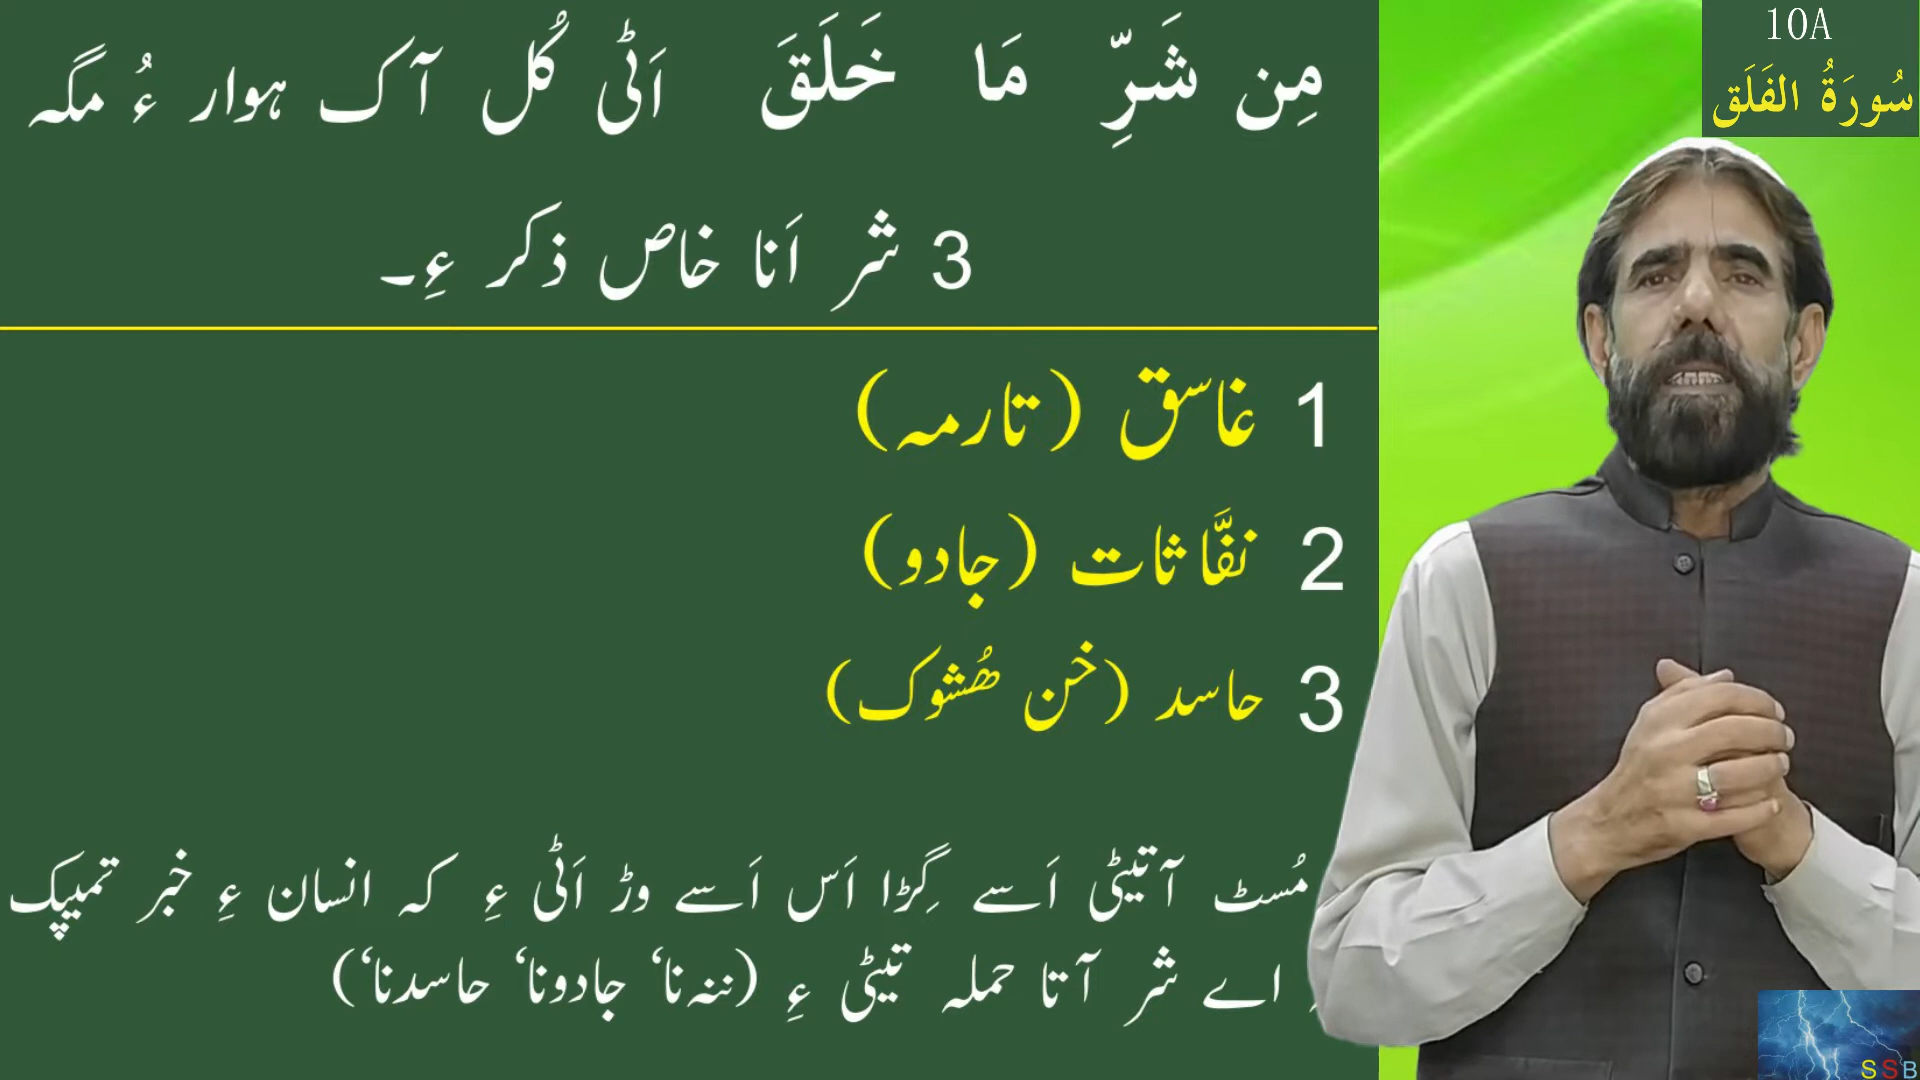 10A
سُورَةُ الفَلَق
مِن شَرِّ مَا خَلَقَ اَٹی کُل آک ہوار ءُ مگہ
3 شر اَنا خاص ذکر ءِ۔
1 غاسق (تارمہ)
2 نفَّاثات (جادو)
3 حاسد (خن ھُشوک)
مُسٹ آتیٹی اَسے گِڑا اَس اَسے وڑ اَٹی ءِ کہ انسان ءِ خبر تمیپک
اے شر آتا حملہ تیٹی ءِ (ننہ نا‘ جادونا‘ حاسدنا‘)
SSB